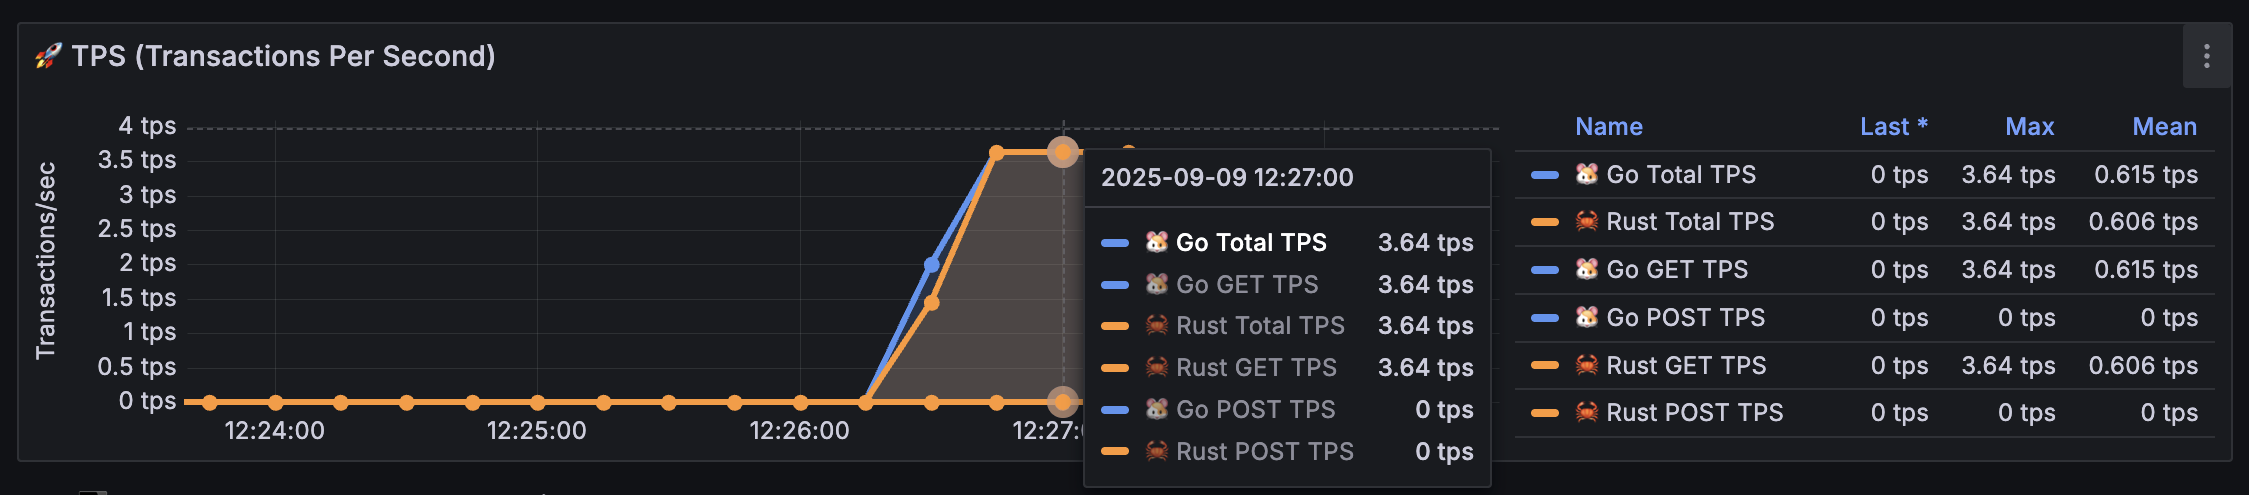 🚀 TPS (Transactions Per Second)
Transactions/sec
4 tps
3.5 tps
3 tps
2.5 tps
2 tps
1.5 tps
1 tps
0.5 tps
0 tps
12:24:00 12:25:00 12:26:00 12:27:0
2025-09-09 12:27:00
🐹 Go Total TPS 3.64 tps
🐹 Go GET TPS 3.64 tps
🦀 Rust Total TPS 3.64 tps
🦀 Rust GET TPS 3.64 tps
🐹 Go POST TPS 0 tps
🦀 Rust POST TPS 0 tps
Name Last * Max Mean
🐹 Go Total TPS 0 tps 3.64 tps 0.615 tps
🦀 Rust Total TPS 0 tps 3.64 tps 0.606 tps
🐹 Go GET TPS 0 tps 3.64 tps 0.615 tps
🐹 Go POST TPS 0 tps 0 tps 0 tps
🦀 Rust GET TPS 0 tps 3.64 tps 0.606 tps
🦀 Rust POST TPS 0 tps 0 tps 0 tps